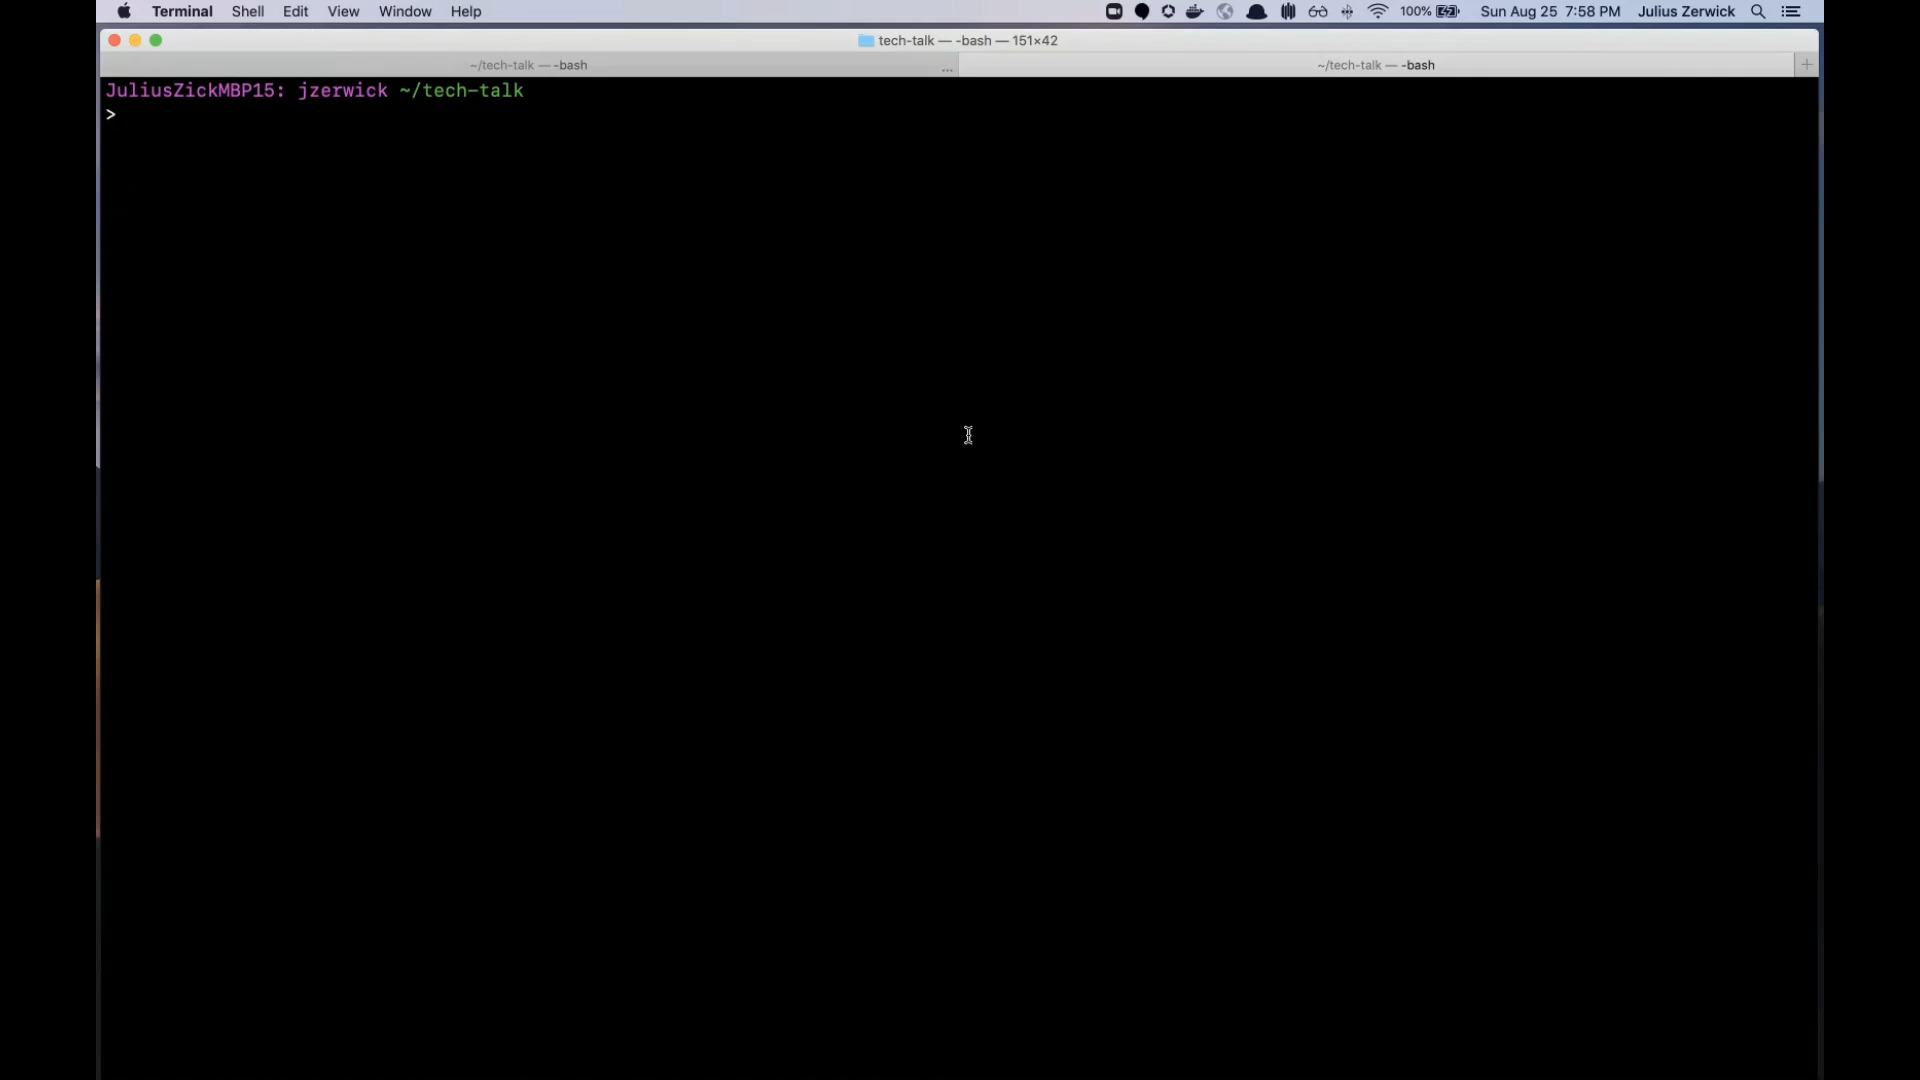 Terminal Shell Edit View Window Help 100% Sun Aug 25 7:58 PM Julius Zerwick
tech-talk — -bash — 151×42
~/tech-talk — -bash ... ~/tech-talk — -bash +
JuliusZickMBP15: jzerwick ~/tech-talk
>